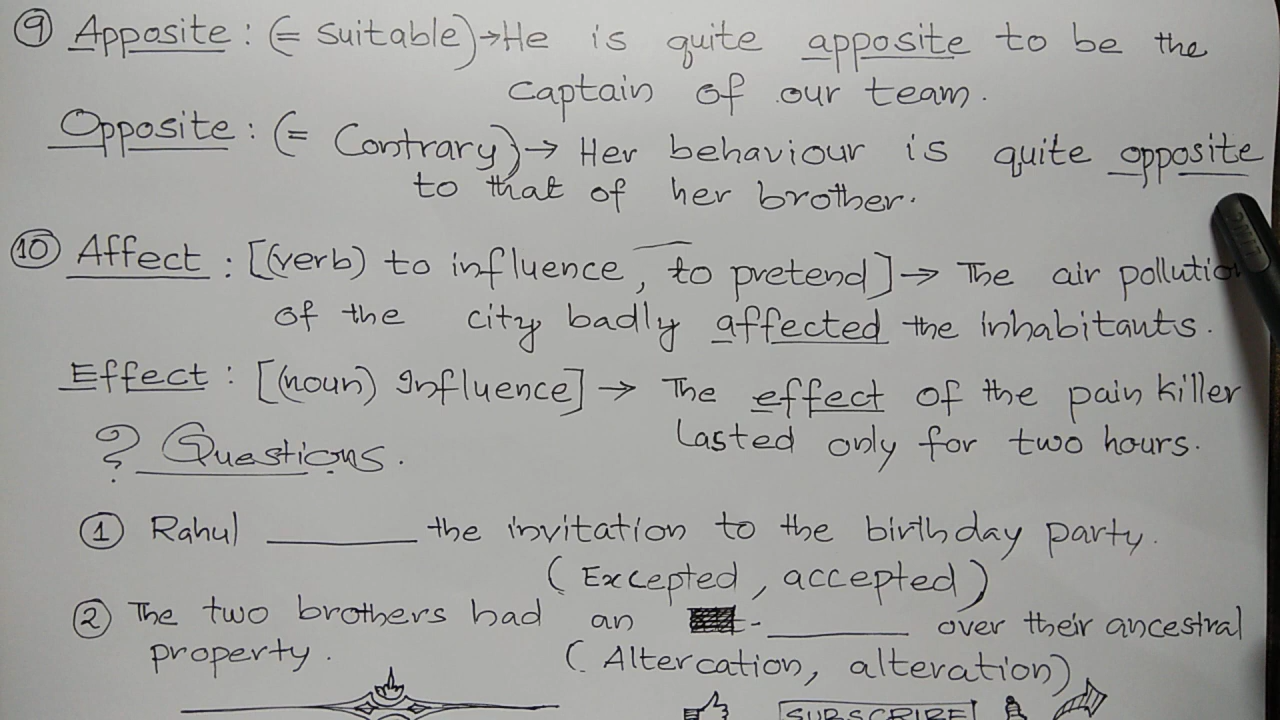 ⑨ Apposite : (= Suitable)→He is quite apposite to be the
captain of our team.
Opposite : (= Contrary)→ Her behaviour is quite opposite
to that of her brother.
⑩ Affect : [(verb) to influence, to pretend]→ The air pollution
of the city badly affected the inhabitants.
Effect : [(noun) Influence] → The effect of the pain killer
lasted only for two hours.
? Questions.
① Rahul ________ the invitation to the birthday party.
(Excepted, accepted)
② The two brothers had an - ________ over their ancestral
property. (Altercation, alteration)
SUBSCRIBE